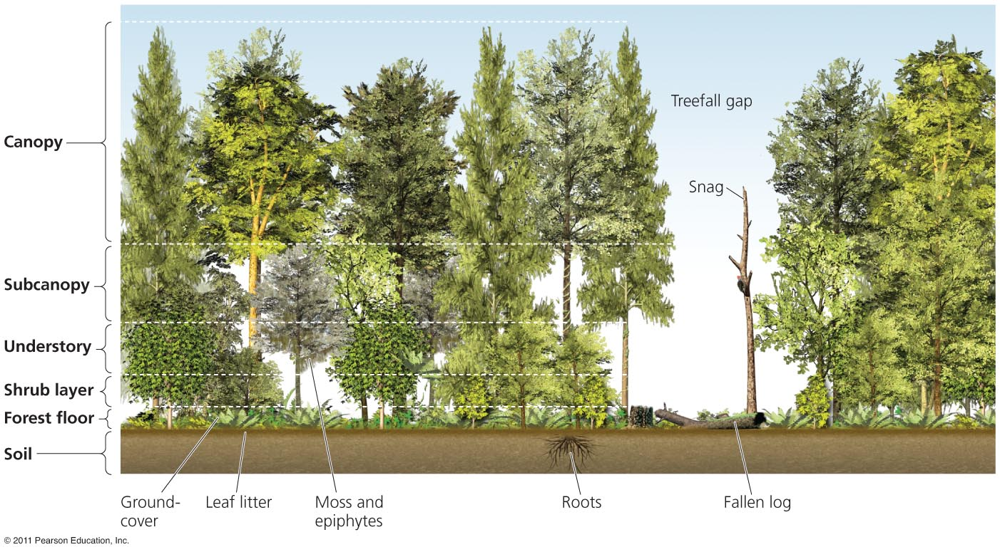 Canopy
Treefall gap
Snag
Subcanopy
Understory
Shrub layer
Forest floor
Soil
Ground-
cover
Leaf litter
Moss and
epiphytes
Roots
Fallen log
© 2011 Pearson Education, Inc.